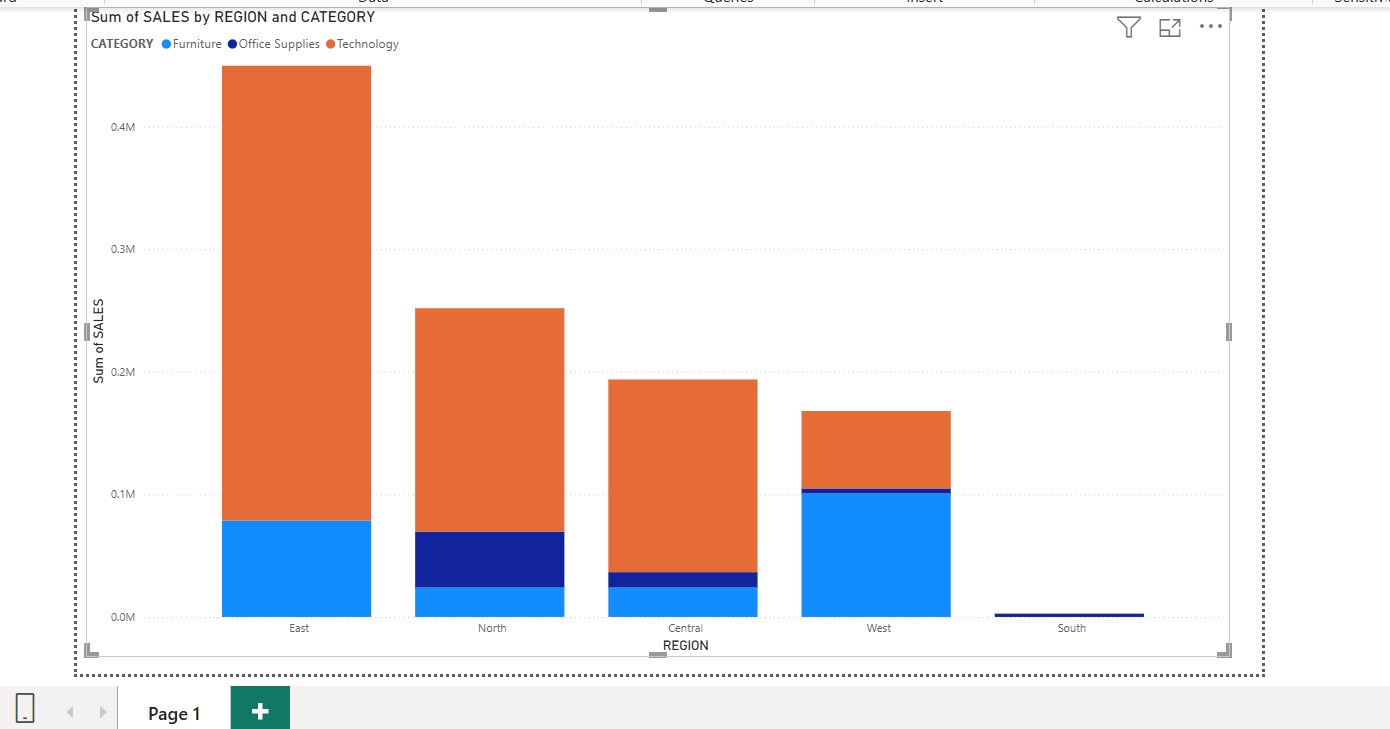 Data Queries Insert Calculations
Sum of SALES by REGION and CATEGORY
CATEGORY Furniture Office Supplies Technology
0.4M
0.3M
0.2M
0.1M
0.0M
Sum of SALES
East North Central West South
REGION
Page 1